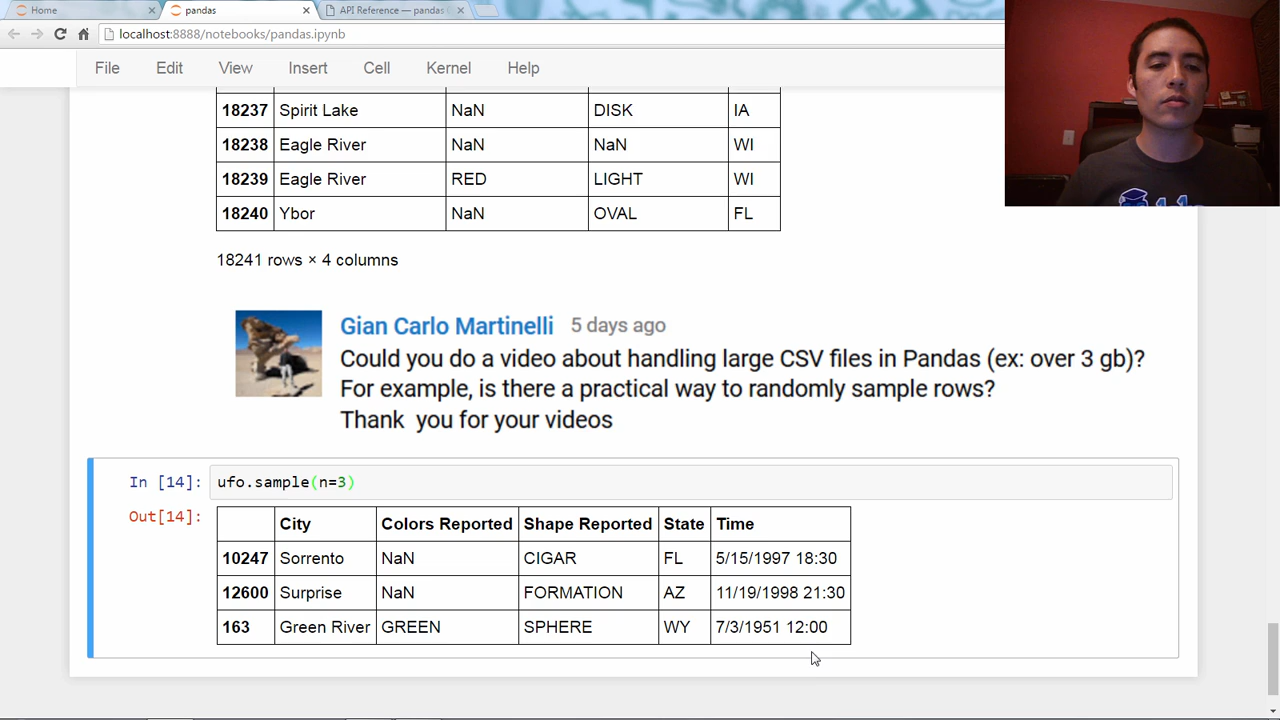 Home
pandas
API Reference — pandas
localhost:8888/notebooks/pandas.ipynb
File Edit View Insert Cell Kernel Help
18237 Spirit Lake NaN DISK IA
18238 Eagle River NaN NaN WI
18239 Eagle River RED LIGHT WI
18240 Ybor NaN OVAL FL
18241 rows × 4 columns
Gian Carlo Martinelli 5 days ago
Could you do a video about handling large CSV files in Pandas (ex: over 3 gb)?
For example, is there a practical way to randomly sample rows?
Thank you for your videos
In [14]: ufo.sample(n=3)
Out[14]:
City Colors Reported Shape Reported State Time
10247 Sorrento NaN CIGAR FL 5/15/1997 18:30
12600 Surprise NaN FORMATION AZ 11/19/1998 21:30
163 Green River GREEN SPHERE WY 7/3/1951 12:00